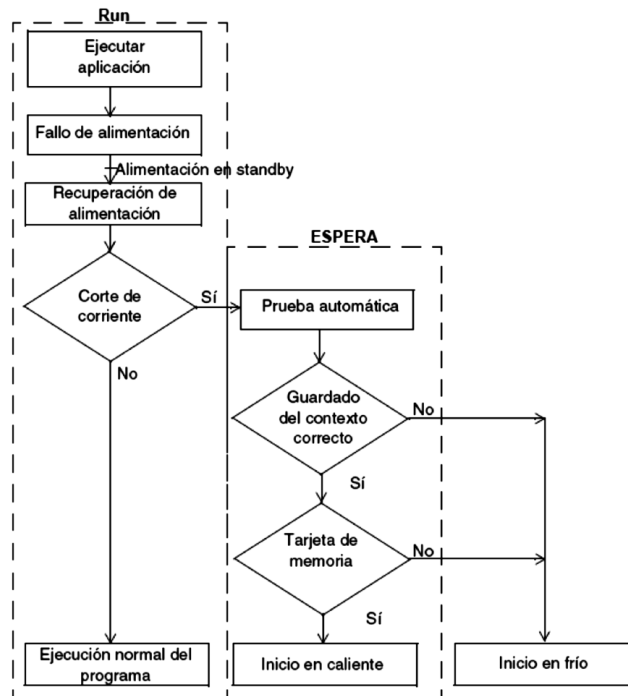 Run
Ejecutar
aplicación
Fallo de alimentación
Alimentación en standby
Recuperación de
alimentación
ESPERA
Corte de
corriente
Sí
Prueba automática
No
Guardado
del contexto
correcto
No
Sí
Tarjeta de
memoria
No
Sí
Ejecución normal del
programa
Inicio en caliente
Inicio en frío